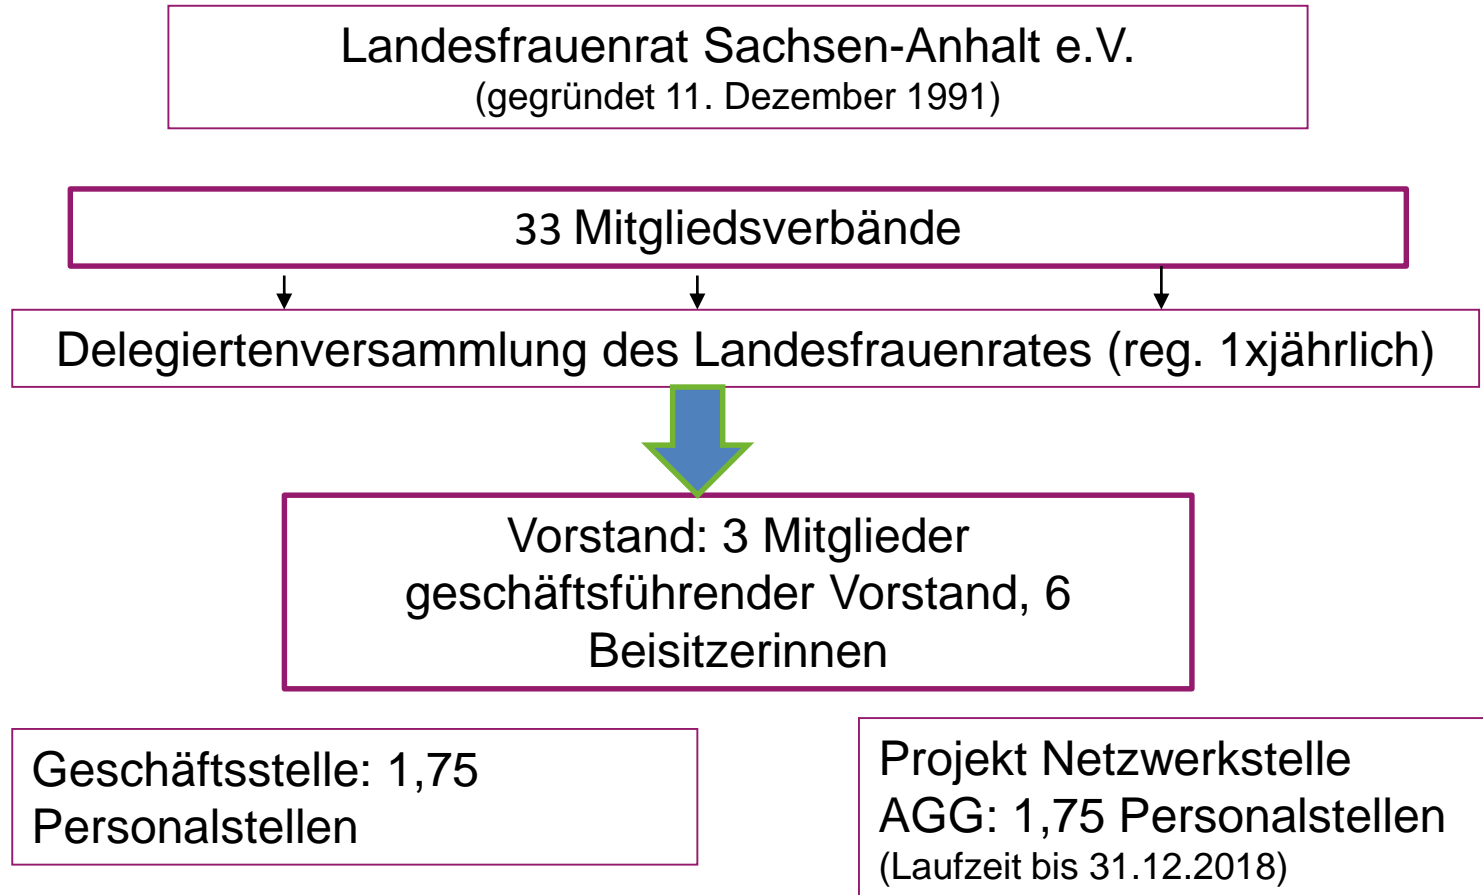 Landesfrauenrat Sachsen-Anhalt e.V.
(gegründet 11. Dezember 1991)
33 Mitgliedsverbände
Delegiertenversammlung des Landesfrauenrates (reg. 1xjährlich)
Vorstand: 3 Mitglieder
geschäftsführender Vorstand, 6
Beisitzerinnen
Geschäftsstelle: 1,75
Personalstellen
Projekt Netzwerkstelle
AGG: 1,75 Personalstellen
(Laufzeit bis 31.12.2018)